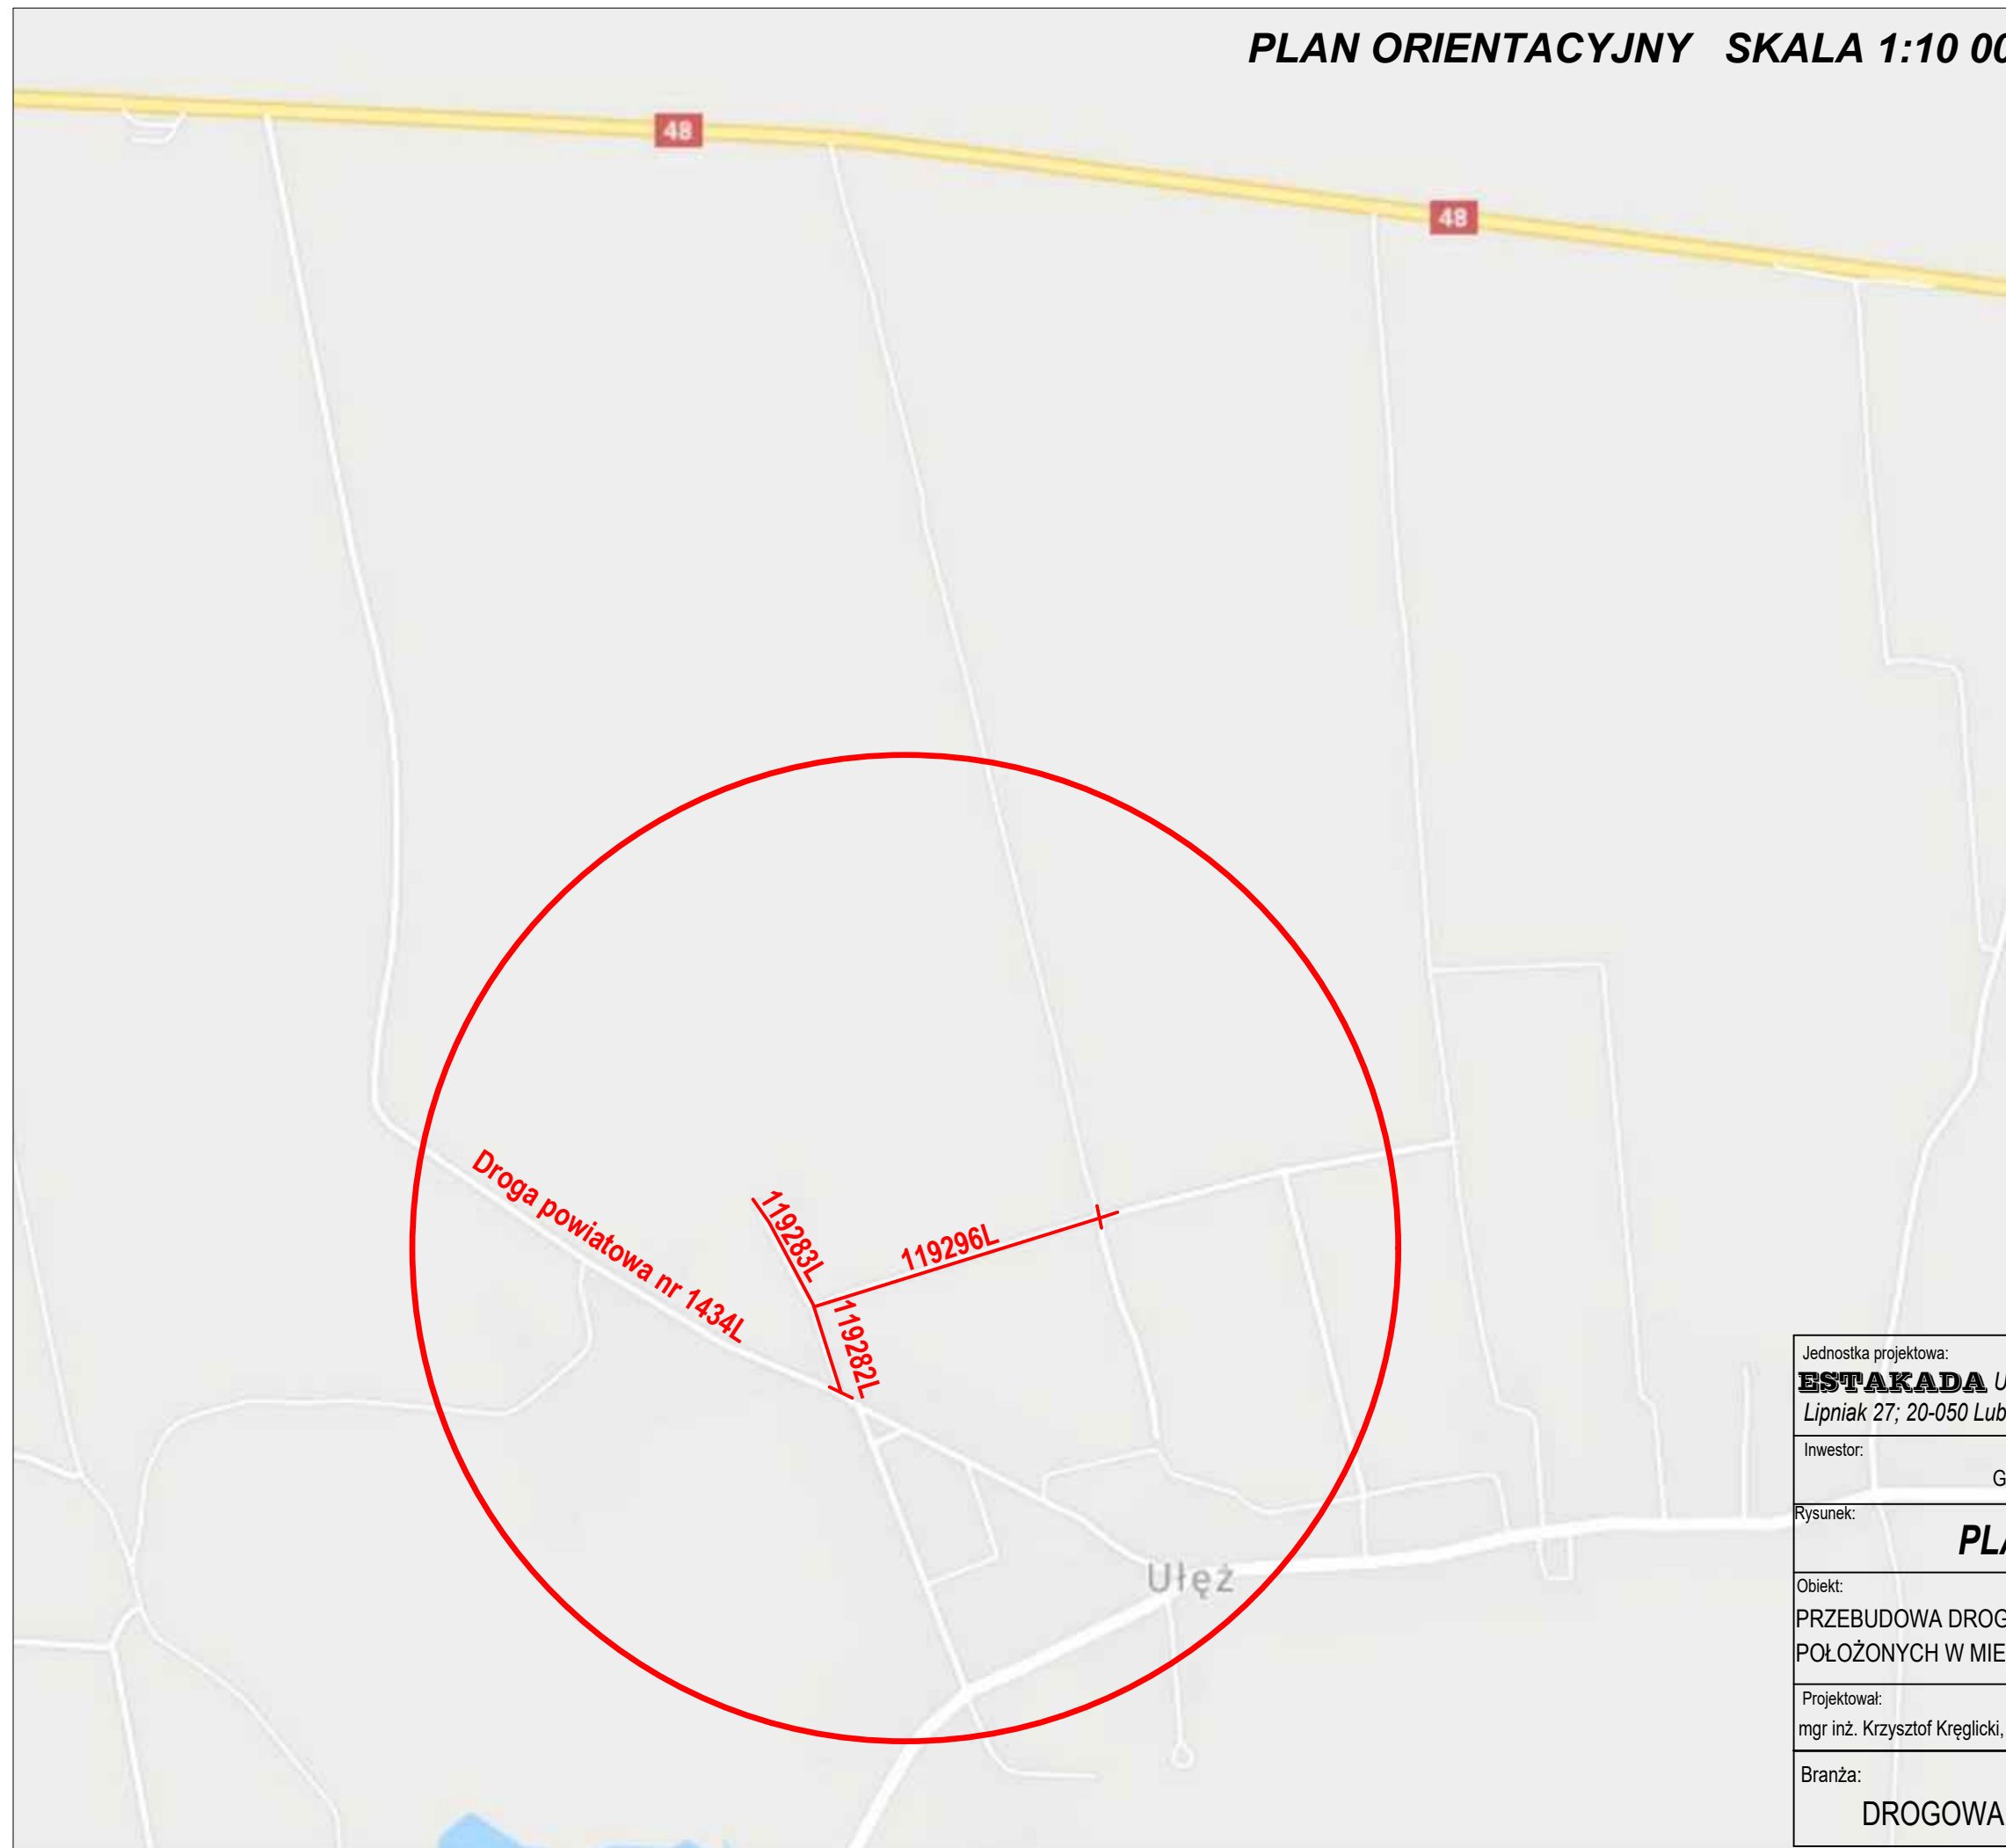 PLAN ORIENTACYJNY SKALA 1:10 00
48
48
Droga powiatowa nr 1434L
119283L
119296L
119282L
Ułęż
Jednostka projektowa:
ESTAKADA U
Lipniak 27; 20-050 Lub
Inwestor:
G
Rysunek:
PLA
Obiekt:
PRZEBUDOWA DROG
POŁOŻONYCH W MIE
Projektował:
mgr inż. Krzysztof Kręglicki,
Branża:
DROGOWA